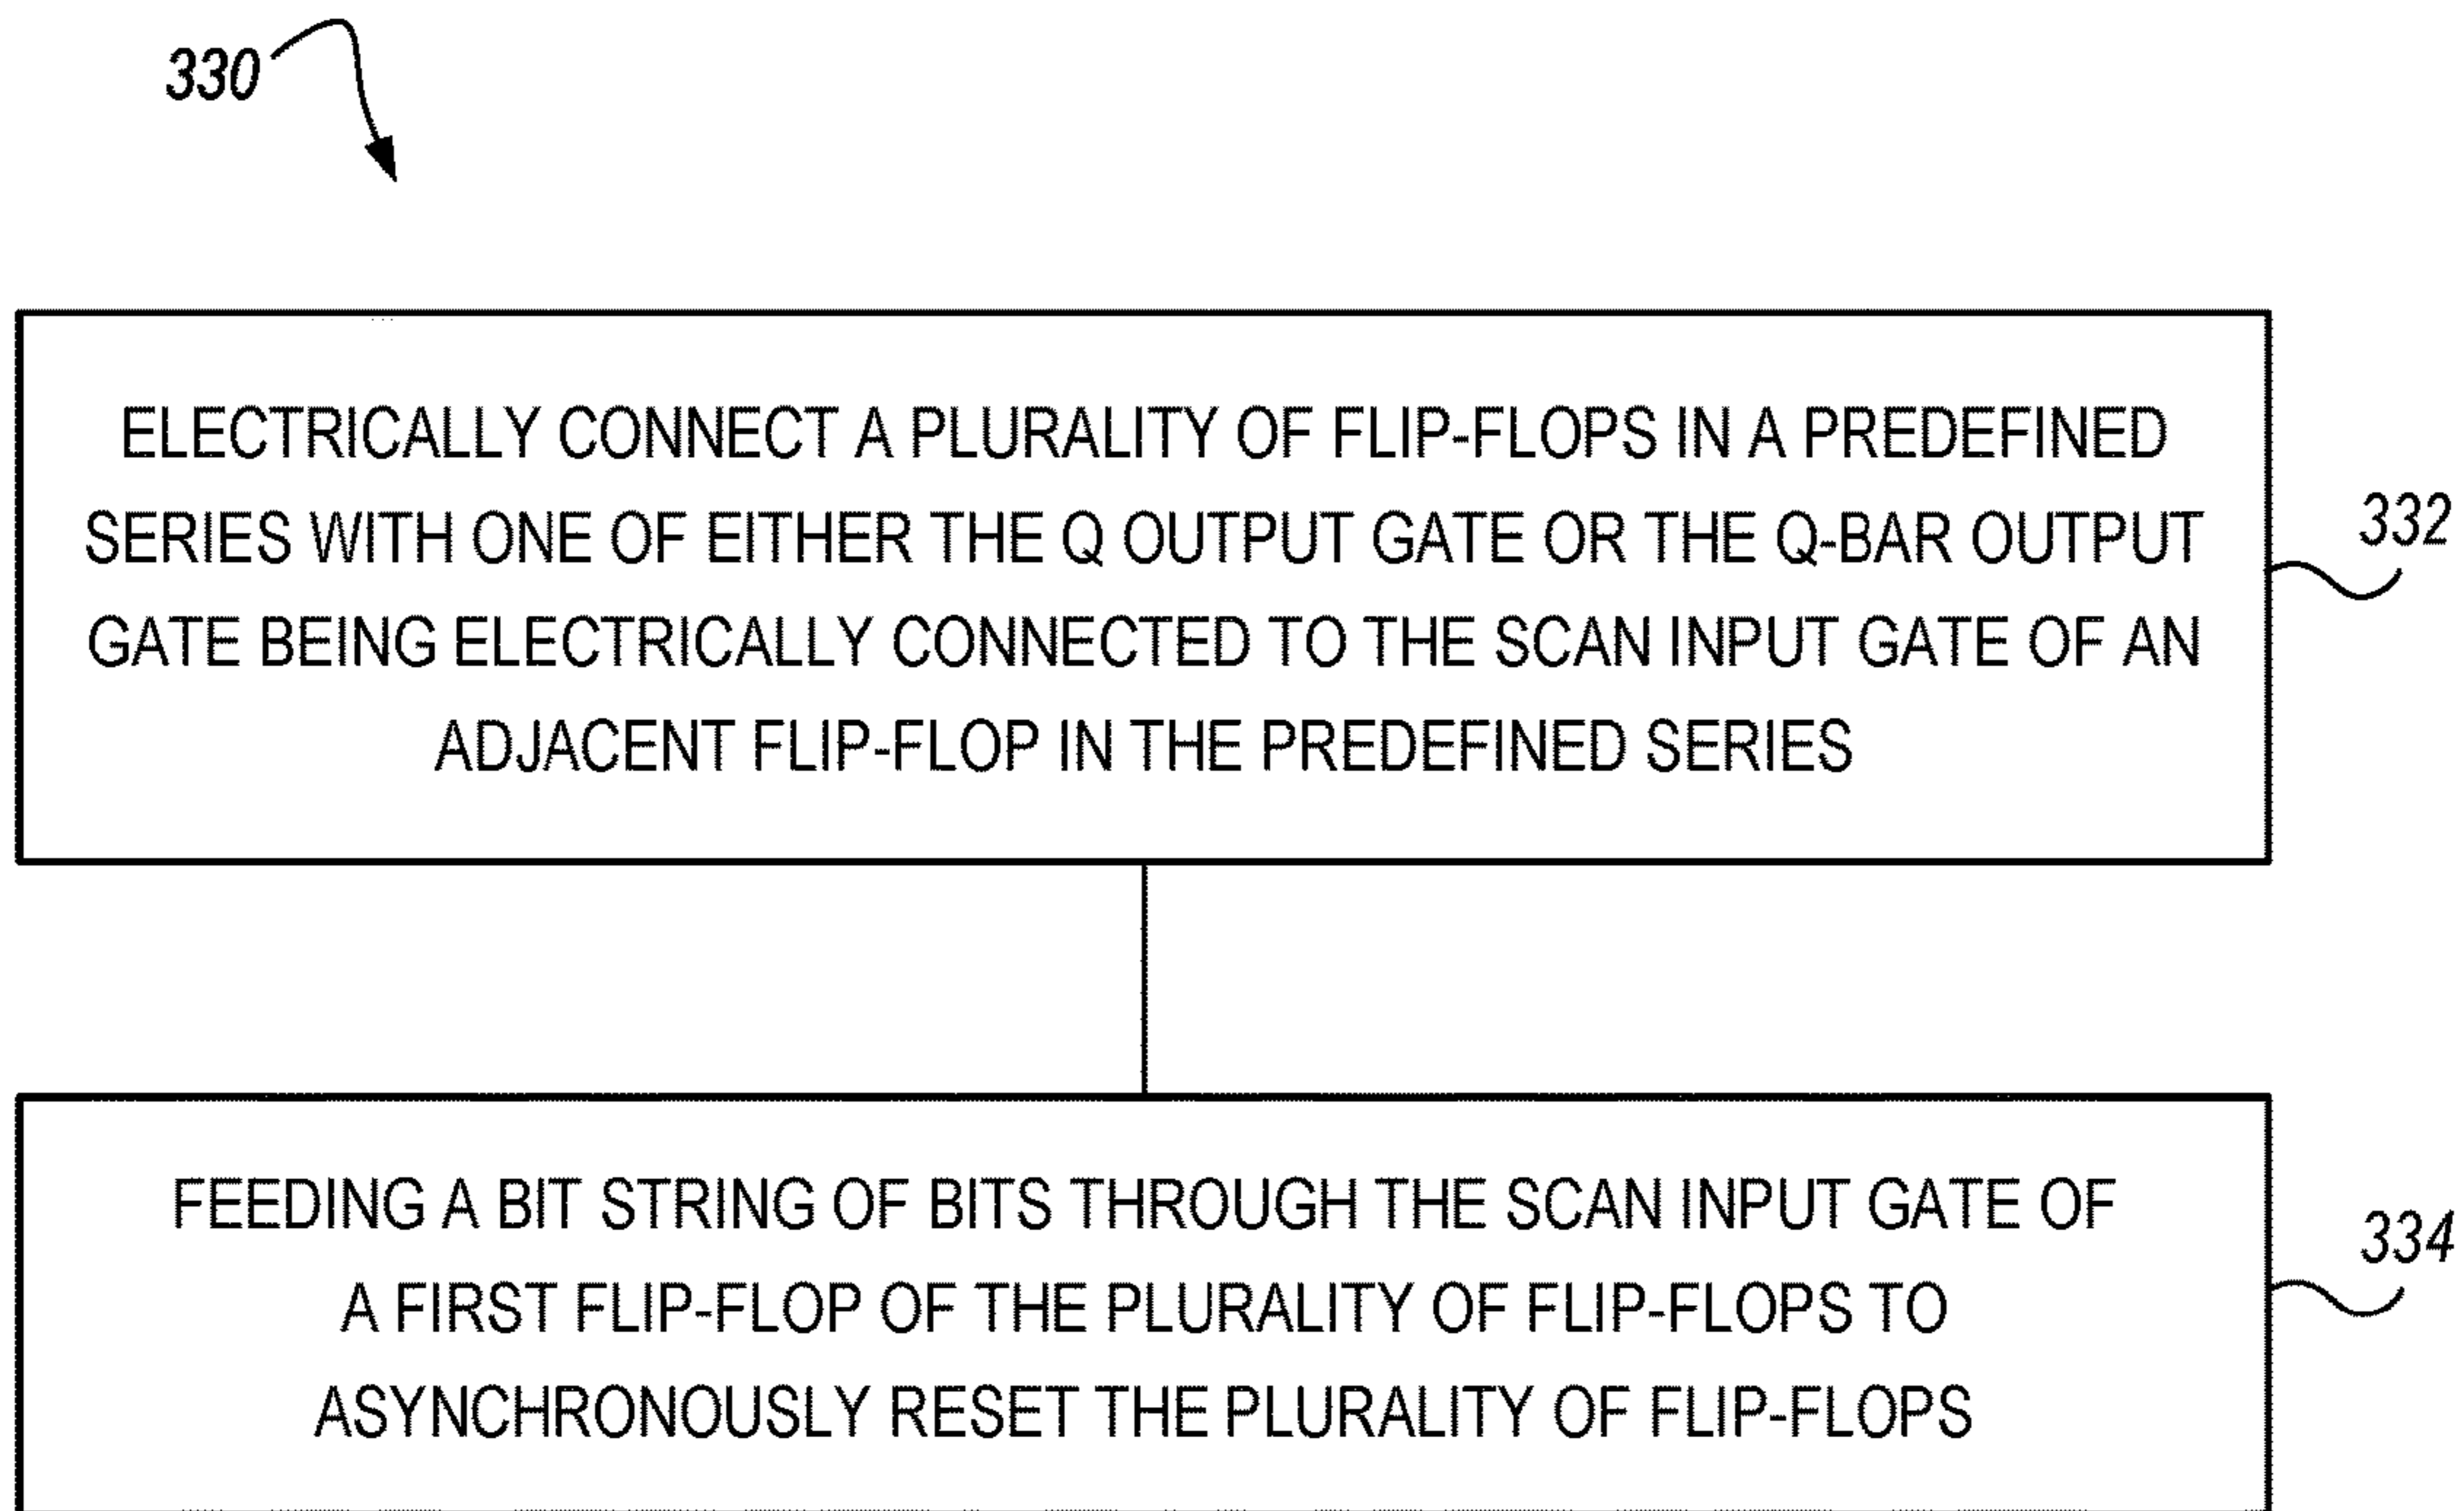 330
ELECTRICALLY CONNECT A PLURALITY OF FLIP-FLOPS IN A PREDEFINED
SERIES WITH ONE OF EITHER THE Q OUTPUT GATE OR THE Q-BAR OUTPUT
GATE BEING ELECTRICALLY CONNECTED TO THE SCAN INPUT GATE OF AN
ADJACENT FLIP-FLOP IN THE PREDEFINED SERIES
332
FEEDING A BIT STRING OF BITS THROUGH THE SCAN INPUT GATE OF
A FIRST FLIP-FLOP OF THE PLURALITY OF FLIP-FLOPS TO
ASYNCHRONOUSLY RESET THE PLURALITY OF FLIP-FLOPS
334